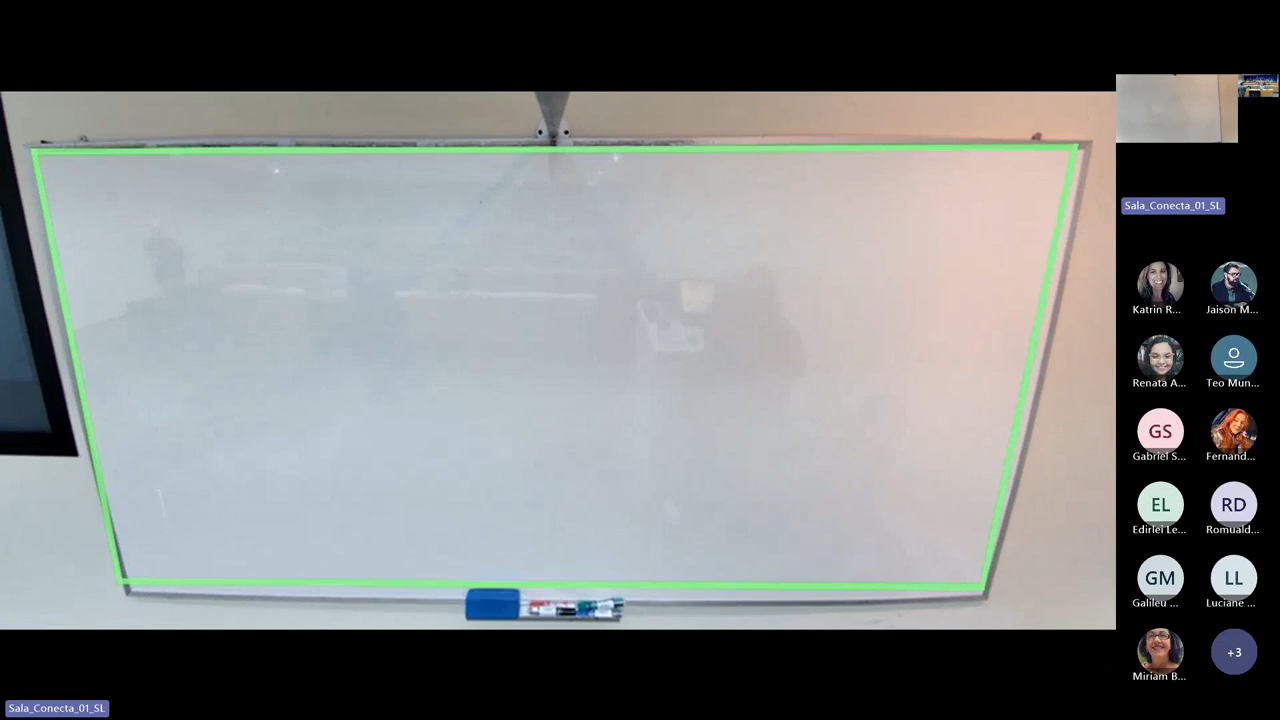 Sala_Conecta_01_SL
Katrin R...
Jaison M...
Renata A...
Teo Mun...
GS
Gabriel S...
Fernand...
EL
Edirlei Le...
RD
Romuald...
GM
Galileu ...
LL
Luciane ...
Miriam B...
+3
Sala_Conecta_01_SL